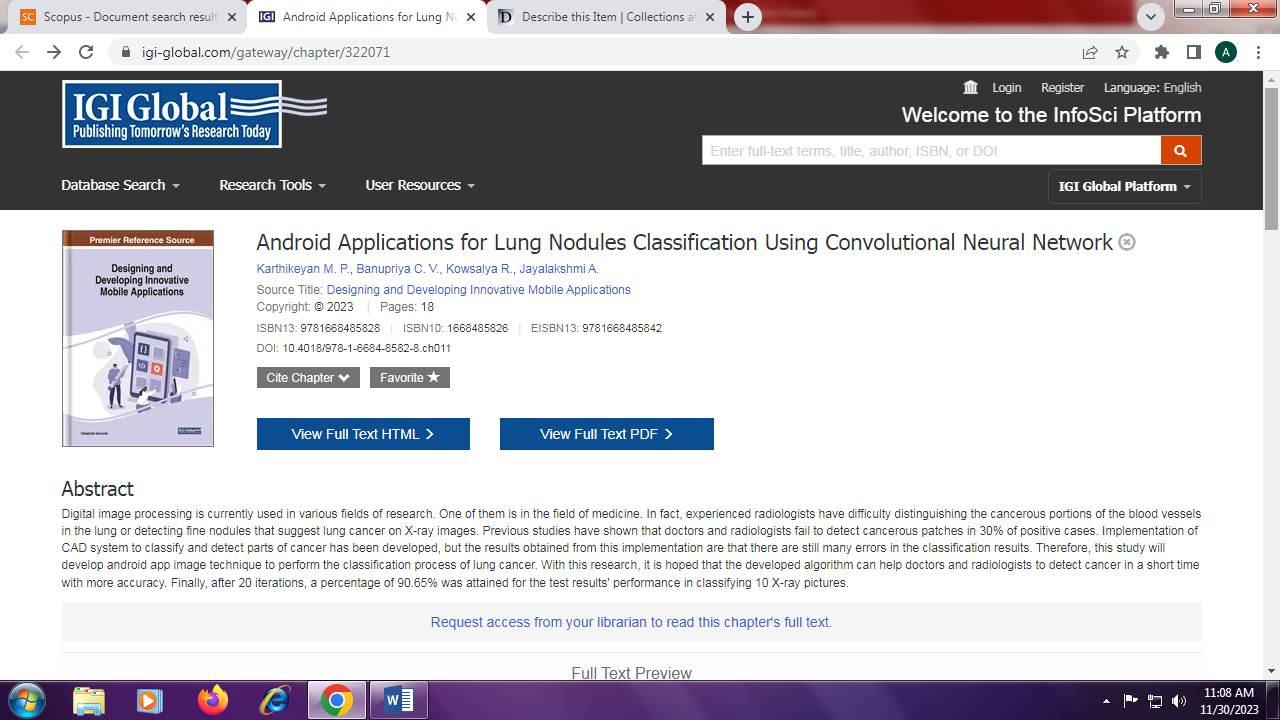 Scopus - Document search result
Android Applications for Lung No
Describe this Item | Collections at
igi-global.com/gateway/chapter/322071
A
IGI Global
Publishing Tomorrow's Research Today
Login Register Language: English
Welcome to the InfoSci Platform
Enter full-text terms, title, author, ISBN, or DOI
Database Search Research Tools User Resources
IGI Global Platform
Premier Reference Source
Designing and
Developing Innovative
Mobile Applications
Android Applications for Lung Nodules Classification Using Convolutional Neural Network
Karthikeyan M. P., Banupriya C. V., Kowsalya R., Jayalakshmi A.
Source Title: Designing and Developing Innovative Mobile Applications
Copyright: © 2023 | Pages: 18
ISBN13: 9781668485828 | ISBN10: 1668485826 | EISBN13: 9781668485842
DOI: 10.4018/978-1-6684-8582-8.ch011
Cite Chapter Favorite
View Full Text HTML View Full Text PDF
Abstract
Digital image processing is currently used in various fields of research. One of them is in the field of medicine. In fact, experienced radiologists have difficulty distinguishing the cancerous portions of the blood vessels
in the lung or detecting fine nodules that suggest lung cancer on X-ray images. Previous studies have shown that doctors and radiologists fail to detect cancerous patches in 30% of positive cases. Implementation of
CAD system to classify and detect parts of cancer has been developed, but the results obtained from this implementation are that there are still many errors in the classification results. Therefore, this study will
develop android app image technique to perform the classification process of lung cancer. With this research, it is hoped that the developed algorithm can help doctors and radiologists to detect cancer in a short time
with more accuracy. Finally, after 20 iterations, a percentage of 90.65% was attained for the test results' performance in classifying 10 X-ray pictures.
Request access from your librarian to read this chapter's full text.
Full Text Preview
11:08 AM
11/30/2023